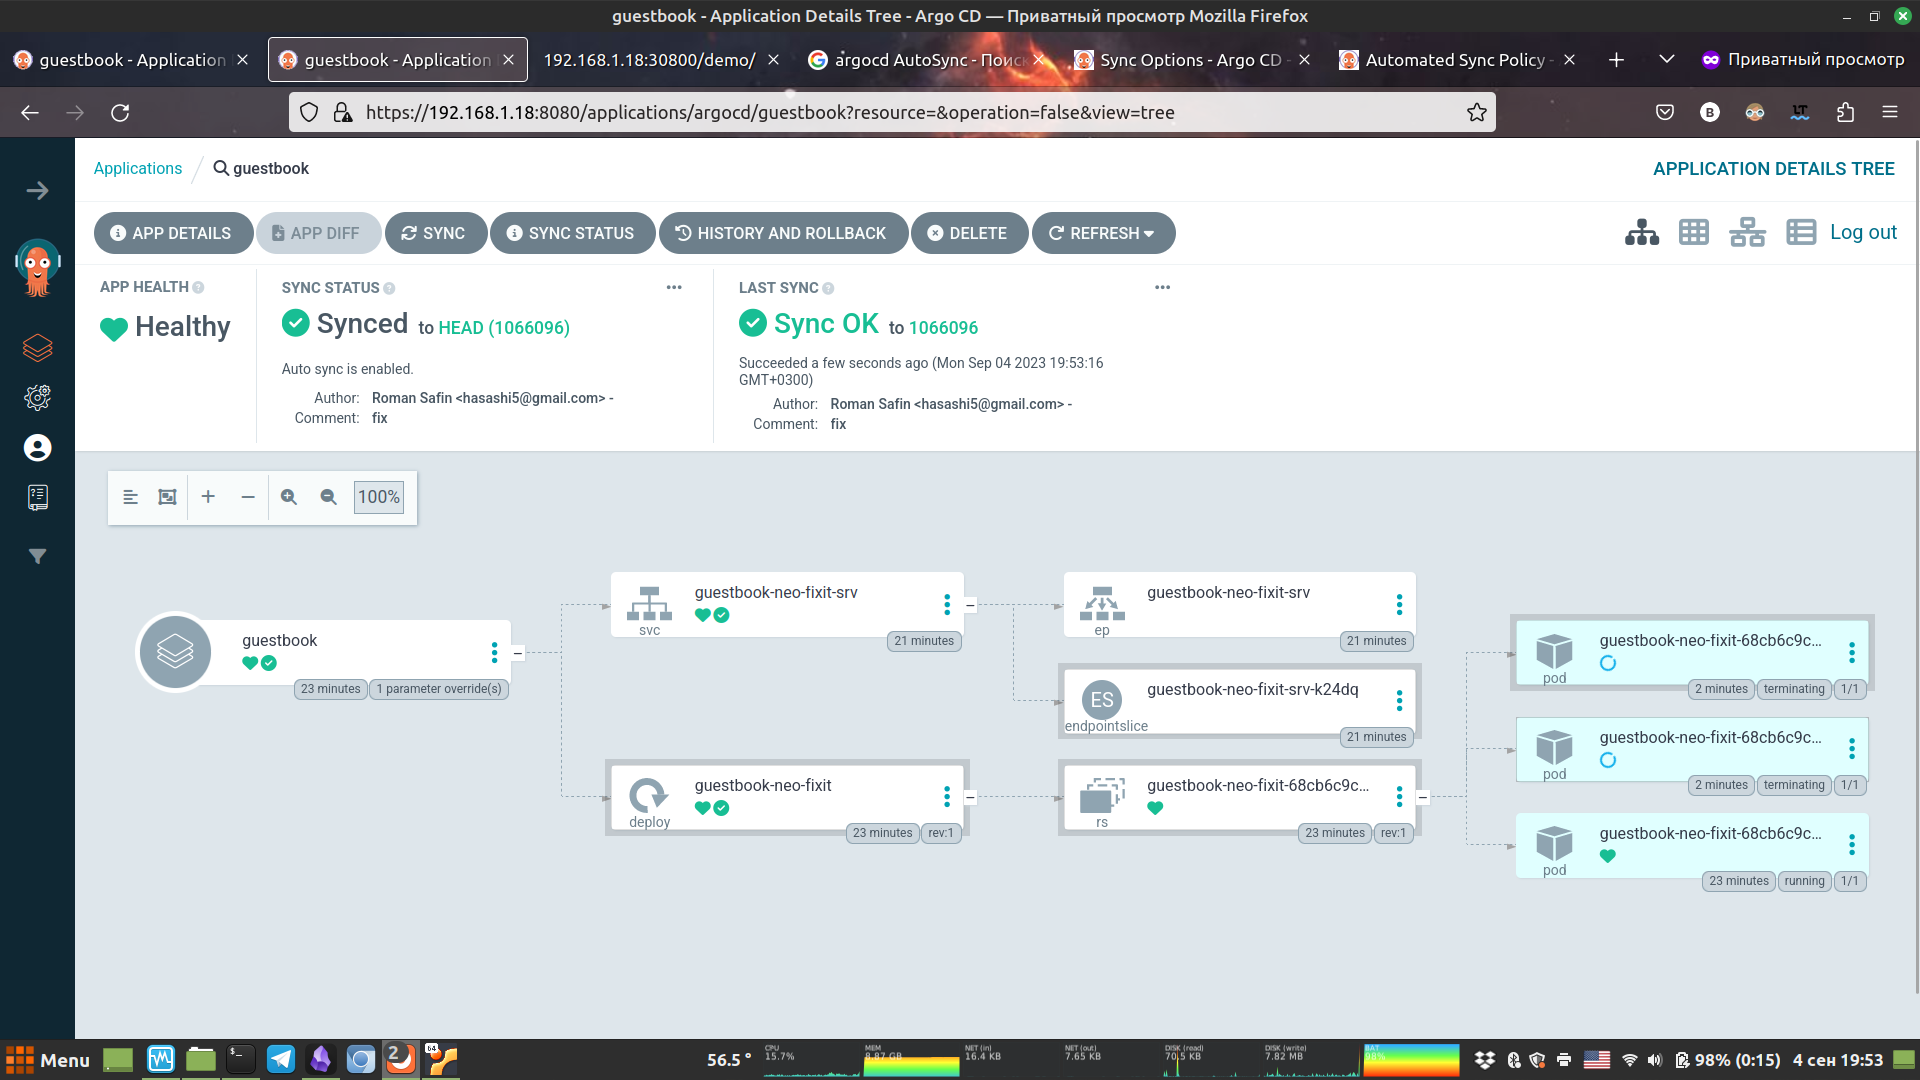 guestbook - Application Details Tree - Argo CD — Приватный просмотр Mozilla Firefox
guestbook - Application
guestbook - Application
192.168.1.18:30800/demo/
argocd AutoSync - Поиск
Sync Options - Argo CD -
Automated Sync Policy -
Приватный просмотр
https://192.168.1.18:8080/applications/argocd/guestbook?resource=&operation=false&view=tree
Applications
guestbook
APPLICATION DETAILS TREE
APP DETAILS
APP DIFF
SYNC
SYNC STATUS
HISTORY AND ROLLBACK
DELETE
REFRESH
Log out
APP HEALTH
Healthy
SYNC STATUS
Synced to HEAD (1066096)
Auto sync is enabled.
Author: Roman Safin <hasashi5@gmail.com> -
Comment: fix
LAST SYNC
Sync OK to 1066096
Succeeded a few seconds ago (Mon Sep 04 2023 19:53:16
GMT+0300)
Author: Roman Safin <hasashi5@gmail.com> -
Comment: fix
100%
guestbook
23 minutes
1 parameter override(s)
guestbook-neo-fixit-srv
svc
21 minutes
guestbook-neo-fixit
deploy
23 minutes
rev:1
guestbook-neo-fixit-srv
ep
21 minutes
ES
guestbook-neo-fixit-srv-k24dq
endpointslice
21 minutes
guestbook-neo-fixit-68cb6c9c...
rs
23 minutes
rev:1
guestbook-neo-fixit-68cb6c9c...
pod
2 minutes
terminating
1/1
guestbook-neo-fixit-68cb6c9c...
pod
2 minutes
terminating
1/1
guestbook-neo-fixit-68cb6c9c...
pod
23 minutes
running
1/1
Menu
2
64
56.5 °
CPU
15.7%
MEM
8.87 GB
NET (in)
16.4 KB
NET (out)
7.65 KB
DISK (read)
70.5 KB
DISK (write)
7.82 MB
BAT
98%
98% (0:15)
4 сен 19:53